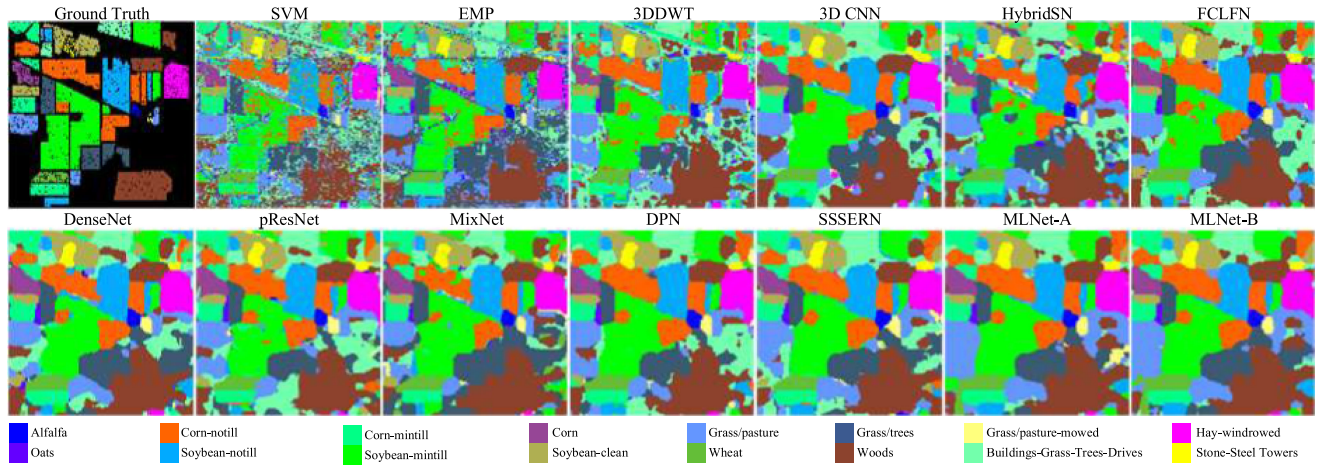 Ground Truth SVM EMP 3DDWT 3D CNN HybridSN FCLFN
DenseNet pResNet MixNet DPN SSSERN MLNet-A MLNet-B
Alfalfa Corn-notill Corn-mintill Corn Grass/pasture Grass/trees Grass/pasture-mowed Hay-windrowed
Oats Soybean-notill Soybean-mintill Soybean-clean Wheat Woods Buildings-Grass-Trees-Drives Stone-Steel Towers